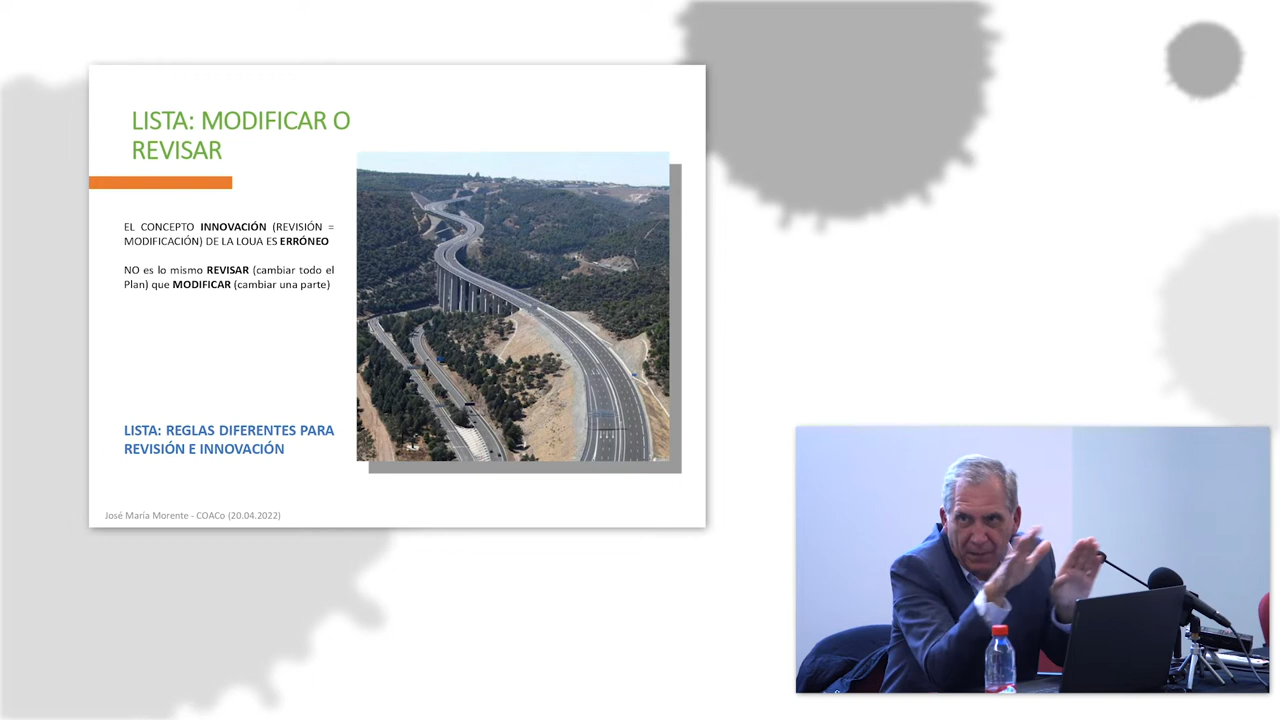 LISTA: MODIFICAR O
REVISAR
EL CONCEPTO INNOVACIÓN (REVISIÓN =
MODIFICACIÓN) DE LA LOUA ES ERRÓNEO
NO es lo mismo REVISAR (cambiar todo el
Plan) que MODIFICAR (cambiar una parte)
LISTA: REGLAS DIFERENTES PARA
REVISIÓN E INNOVACIÓN
José María Morente - COACo (20.04.2022)